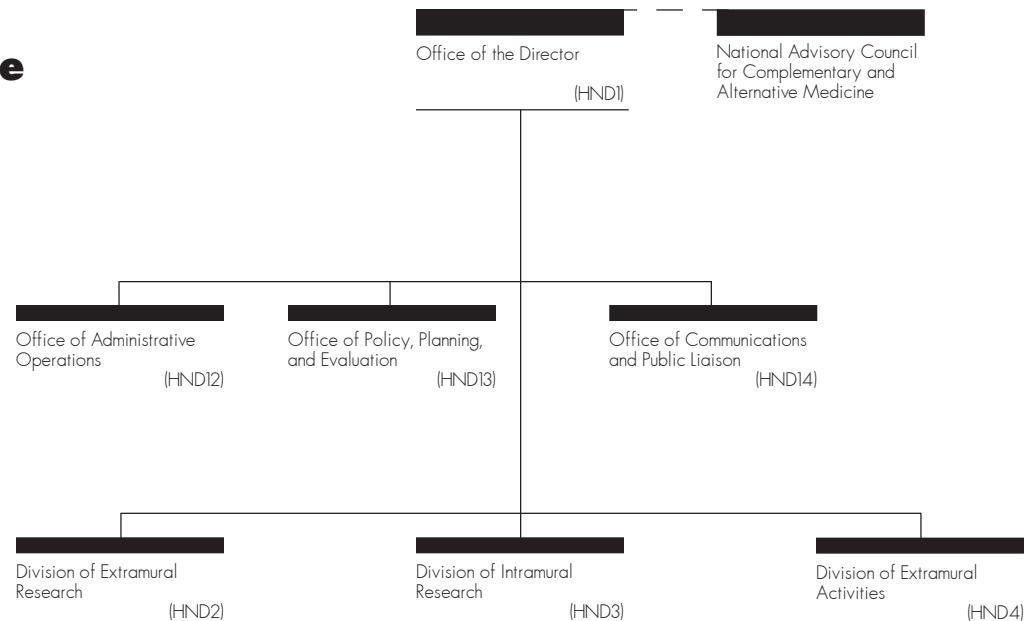 e
Office of the Director
(HND1)
National Advisory Council
for Complementary and
Alternative Medicine
Office of Administrative
Operations
(HND12)
Office of Policy, Planning,
and Evaluation
(HND13)
Office of Communications
and Public Liaison
(HND14)
Division of Extramural
Research
(HND2)
Division of Intramural
Research
(HND3)
Division of Extramural
Activities
(HND4)